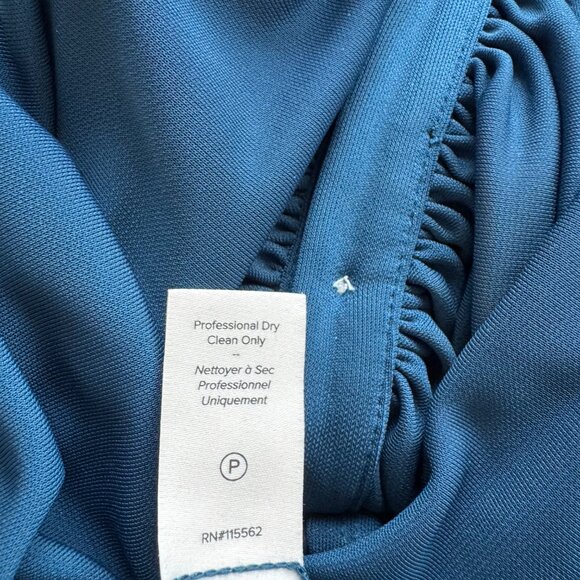 Professional Dry
Clean Only
–
Nettoyer à Sec
Professionnel
Uniquement
P
RN#115562